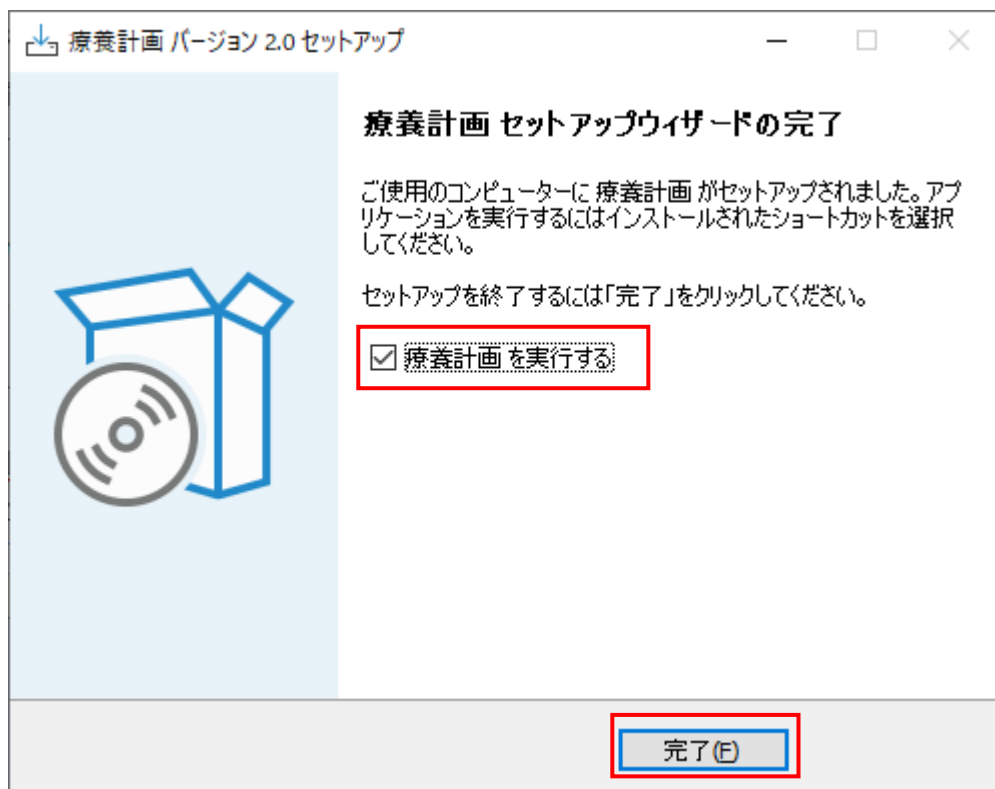 療養計画 バージョン 2.0 セットアップ
療養計画 セットアップウィザードの完了
ご使用のコンピューターに 療養計画 がセットアップされました。アプ
リケーションを実行するにはインストールされたショートカットを選択
してください。
セットアップを終了するには「完了」をクリックしてください。
療養計画 を実行する
完了(F)